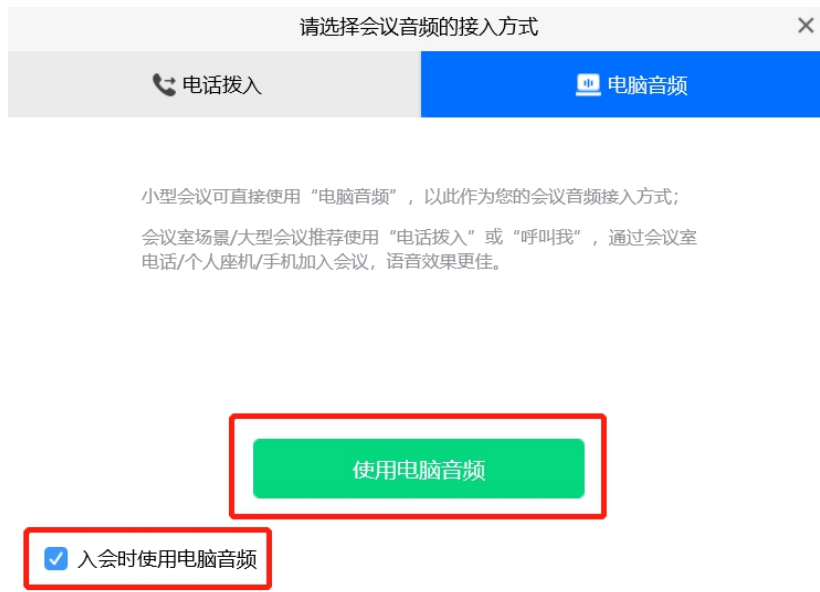 请选择会议音频的接入方式
电话拨入
电脑音频
小型会议可直接使用“电脑音频”，以此作为您的会议音频接入方式；
会议室场景/大型会议推荐使用“电话拨入”或“呼叫我”，通过会议室
电话/个人座机/手机加入会议，语音效果更佳。
使用电脑音频
入会时使用电脑音频